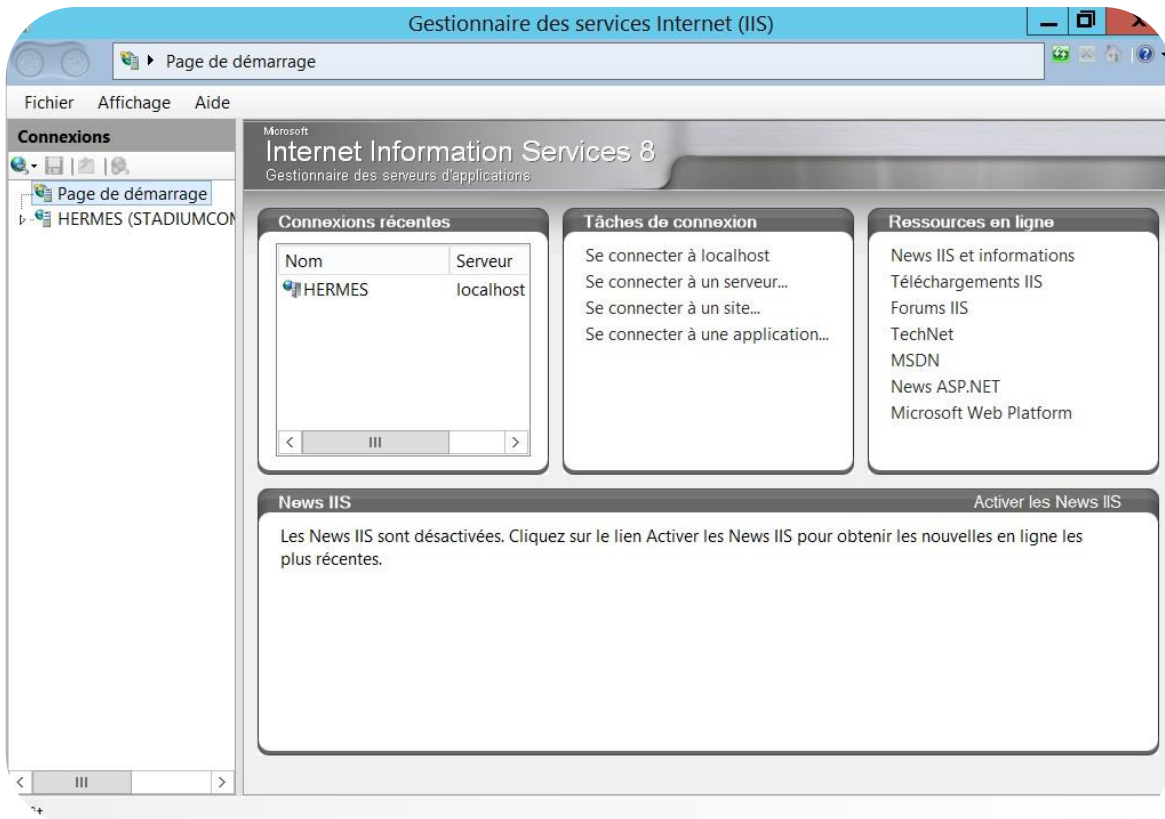 Gestionnaire des services Internet (IIS)
Page de démarrage
Fichier Affichage Aide
Connexions
Page de démarrage
HERMES (STADIUMCOM
Microsoft
Internet Information Services 8
Gestionnaire des serveurs d'applications
Connexions récentes
Nom Serveur
HERMES localhost
Tâches de connexion
Se connecter à localhost
Se connecter à un serveur...
Se connecter à un site...
Se connecter à une application...
Ressources en ligne
News IIS et informations
Téléchargements IIS
Forums IIS
TechNet
MSDN
News ASP.NET
Microsoft Web Platform
News IIS Activer les News IIS
Les News IIS sont désactivées. Cliquez sur le lien Activer les News IIS pour obtenir les nouvelles en ligne les
plus récentes.